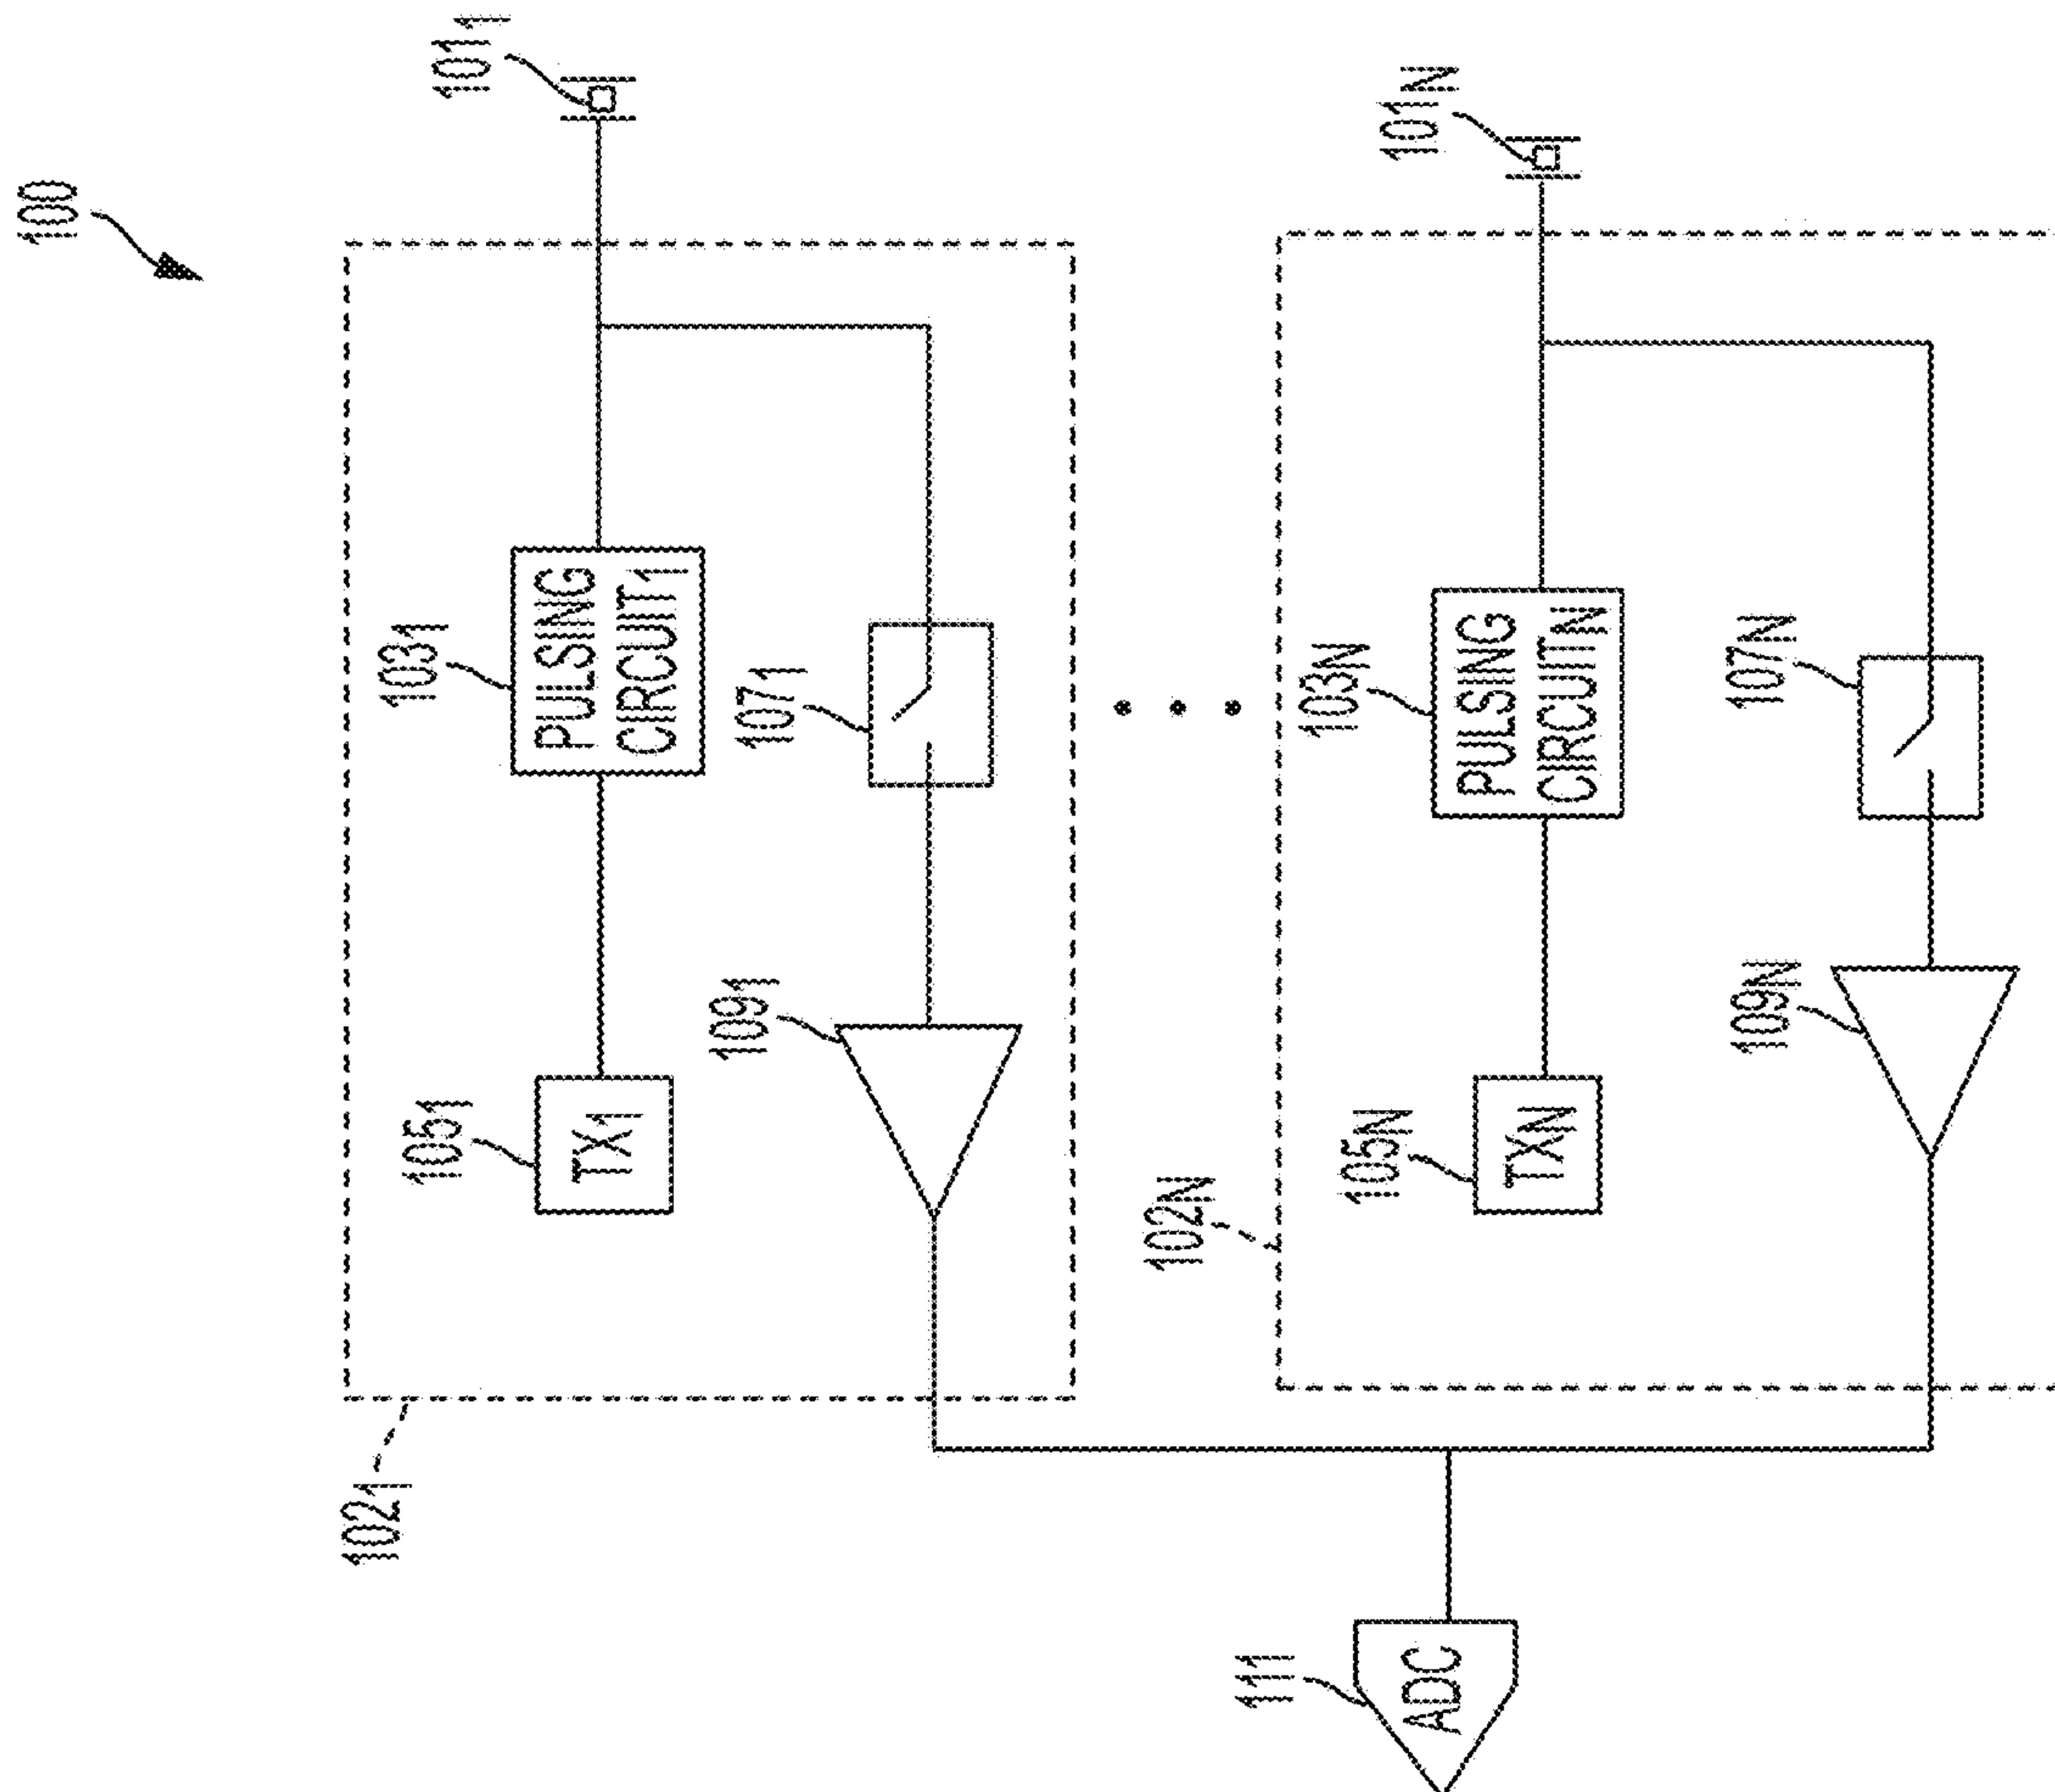 100
1021
1051
1031
1011
TX1
PULSING
CIRCUIT1
1091
1071
102N
111
105N
103N
101N
ADC
TXN
PULSING
CIRCUITN
109N
107N